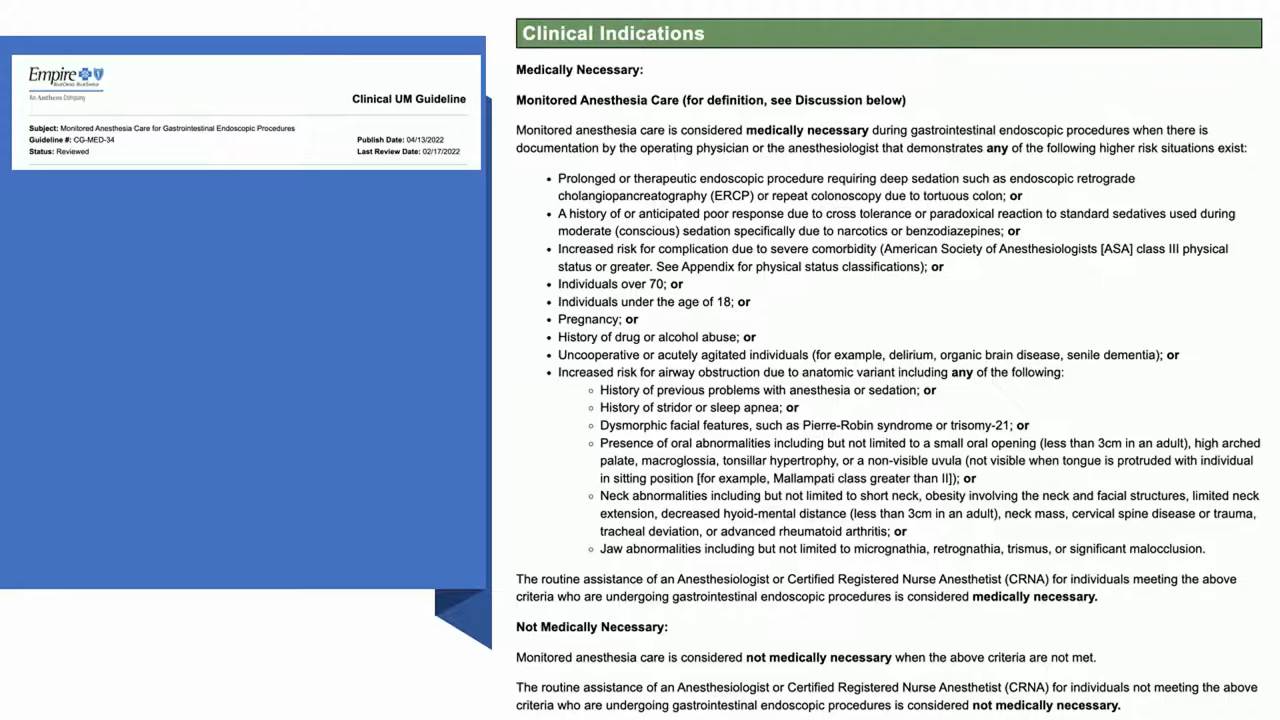 Empire
An Anthem Company
Clinical UM Guideline
Subject: Monitored Anesthesia Care for Gastrointestinal Endoscopic Procedures
Guideline #: CG-MED-34
Publish Date: 04/13/2022
Status: Reviewed
Last Review Date: 02/17/2022
Clinical Indications
Medically Necessary:
Monitored Anesthesia Care (for definition, see Discussion below)
Monitored anesthesia care is considered medically necessary during gastrointestinal endoscopic procedures when there is
documentation by the operating physician or the anesthesiologist that demonstrates any of the following higher risk situations exist:
• Prolonged or therapeutic endoscopic procedure requiring deep sedation such as endoscopic retrograde
cholangiopancreatography (ERCP) or repeat colonoscopy due to tortuous colon; or
• A history of or anticipated poor response due to cross tolerance or paradoxical reaction to standard sedatives used during
moderate (conscious) sedation specifically due to narcotics or benzodiazepines; or
• Increased risk for complication due to severe comorbidity (American Society of Anesthesiologists [ASA] class III physical
status or greater. See Appendix for physical status classifications); or
• Individuals over 70; or
• Individuals under the age of 18; or
• Pregnancy; or
• History of drug or alcohol abuse; or
• Uncooperative or acutely agitated individuals (for example, delirium, organic brain disease, senile dementia); or
• Increased risk for airway obstruction due to anatomic variant including any of the following:
◦ History of previous problems with anesthesia or sedation; or
◦ History of stridor or sleep apnea; or
◦ Dysmorphic facial features, such as Pierre-Robin syndrome or trisomy-21; or
◦ Presence of oral abnormalities including but not limited to a small oral opening (less than 3cm in an adult), high arched
palate, macroglossia, tonsillar hypertrophy, or a non-visible uvula (not visible when tongue is protruded with individual
in sitting position [for example, Mallampati class greater than II]); or
◦ Neck abnormalities including but not limited to short neck, obesity involving the neck and facial structures, limited neck
extension, decreased hyoid-mental distance (less than 3cm in an adult), neck mass, cervical spine disease or trauma,
tracheal deviation, or advanced rheumatoid arthritis; or
◦ Jaw abnormalities including but not limited to micrognathia, retrognathia, trismus, or significant malocclusion.
The routine assistance of an Anesthesiologist or Certified Registered Nurse Anesthetist (CRNA) for individuals meeting the above
criteria who are undergoing gastrointestinal endoscopic procedures is considered medically necessary.
Not Medically Necessary:
Monitored anesthesia care is considered not medically necessary when the above criteria are not met.
The routine assistance of an Anesthesiologist or Certified Registered Nurse Anesthetist (CRNA) for individuals not meeting the above
criteria who are undergoing gastrointestinal endoscopic procedures is considered not medically necessary.